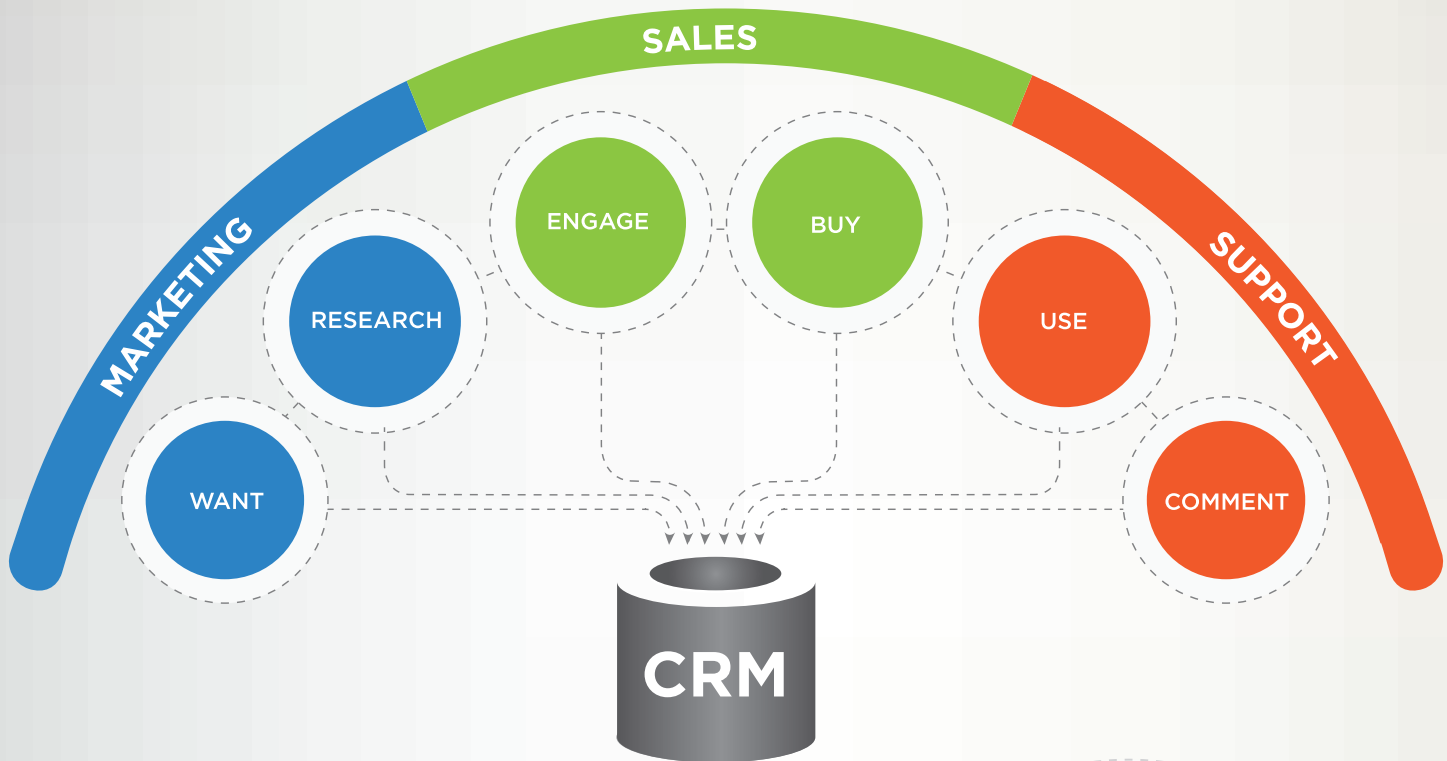 SALES
MARKETING
SUPPORT
ENGAGE
BUY
RESEARCH
USE
WANT
COMMENT
CRM